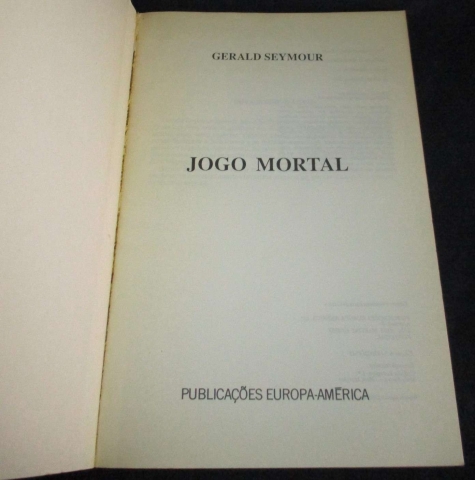 GERALD SEYMOUR
JOGO MORTAL
PUBLICAÇÕES EUROPA-AMÉRICA